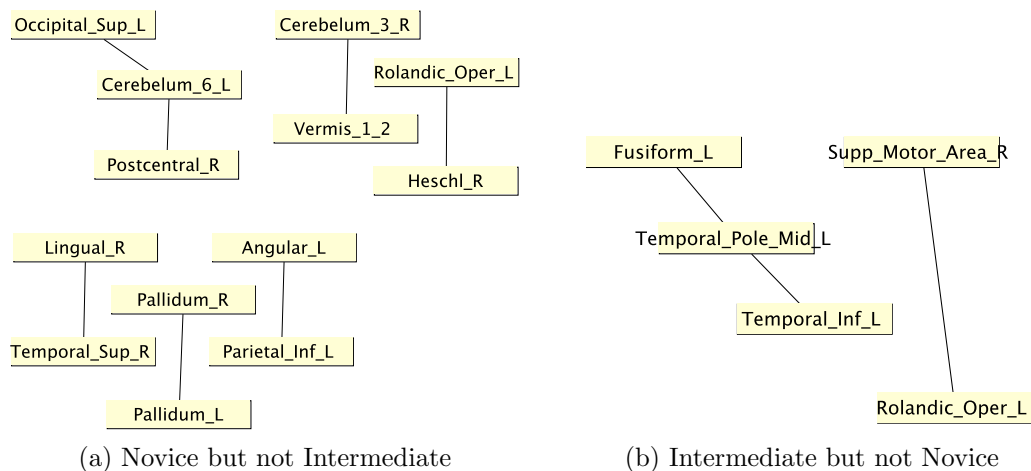 Occipital_Sup_L
Cerebelum_6_L
Postcentral_R
Cerebelum_3_R
Vermis_1_2
Rolandic_Oper_L
Heschl_R
Lingual_R
Temporal_Sup_R
Pallidum_R
Pallidum_L
Angular_L
Parietal_Inf_L
(a) Novice but not Intermediate
Fusiform_L
Temporal_Pole_Mid_L
Temporal_Inf_L
Supp_Motor_Area_R
Rolandic_Oper_L
(b) Intermediate but not Novice